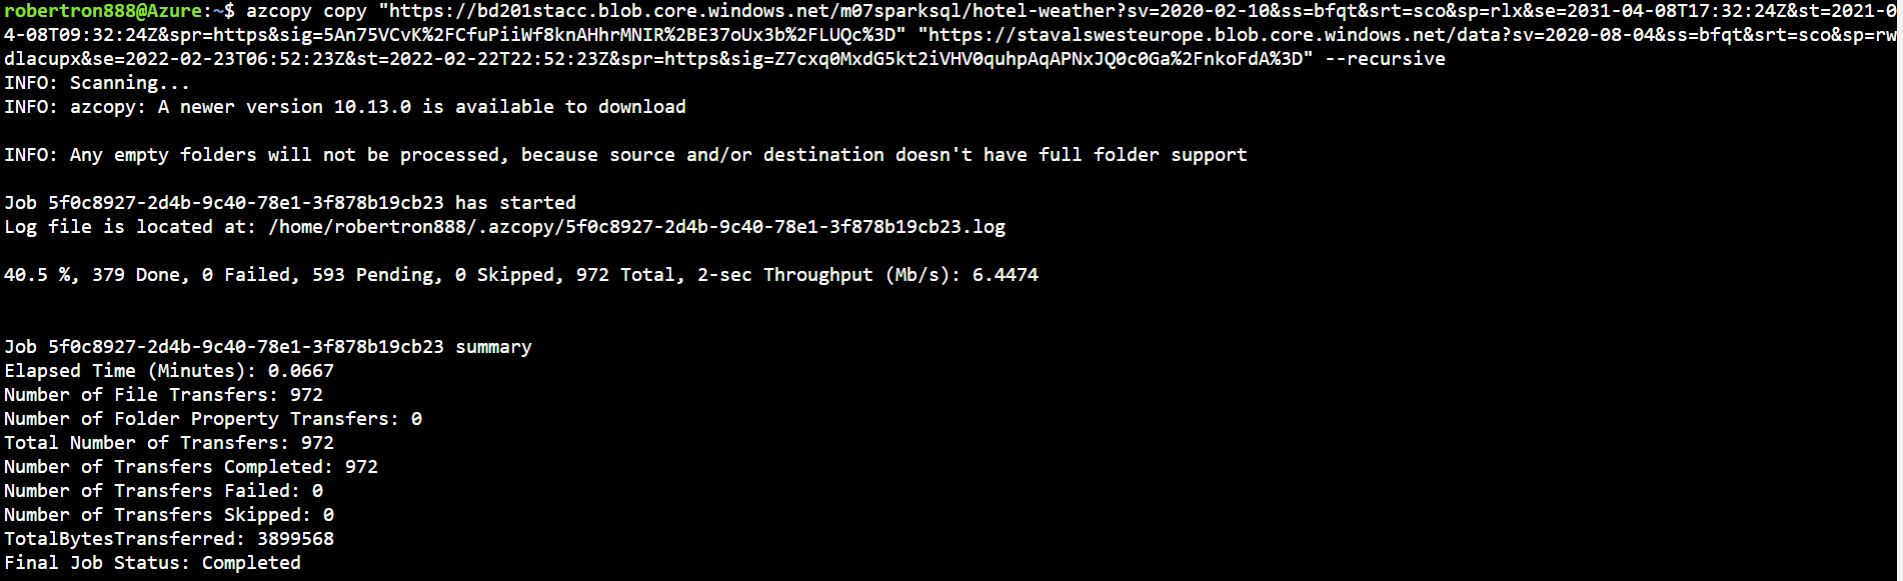 robertron888@Azure:~$ azcopy copy "https://bd201stacc.blob.core.windows.net/m07sparksql/hotel-weather?sv=2020-02-10&ss=bfqt&srt=sco&sp=rlx&se=2031-04-08T17:32:24Z&st=2021-0
4-08T09:32:24Z&spr=https&sig=5An75VCvK%2FCfuPiiWf8knAHhrMNIR%2BE37oUx3b%2FLUQc%3D" "https://stavalswesteurope.blob.core.windows.net/data?sv=2020-08-04&ss=bfqt&srt=sco&sp=rw
dlacupx&se=2022-02-23T06:52:23Z&st=2022-02-22T22:52:23Z&spr=https&sig=Z7cxq0MxdG5kt2iVHV0quhpAqAPNxJQ0c0Ga%2FnkoFdA%3D" --recursive
INFO: Scanning...
INFO: azcopy: A newer version 10.13.0 is available to download
INFO: Any empty folders will not be processed, because source and/or destination doesn't have full folder support
Job 5f0c8927-2d4b-9c40-78e1-3f878b19cb23 has started
Log file is located at: /home/robertron888/.azcopy/5f0c8927-2d4b-9c40-78e1-3f878b19cb23.log
40.5 %, 379 Done, 0 Failed, 593 Pending, 0 Skipped, 972 Total, 2-sec Throughput (Mb/s): 6.4474
Job 5f0c8927-2d4b-9c40-78e1-3f878b19cb23 summary
Elapsed Time (Minutes): 0.0667
Number of File Transfers: 972
Number of Folder Property Transfers: 0
Total Number of Transfers: 972
Number of Transfers Completed: 972
Number of Transfers Failed: 0
Number of Transfers Skipped: 0
TotalBytesTransferred: 3899568
Final Job Status: Completed